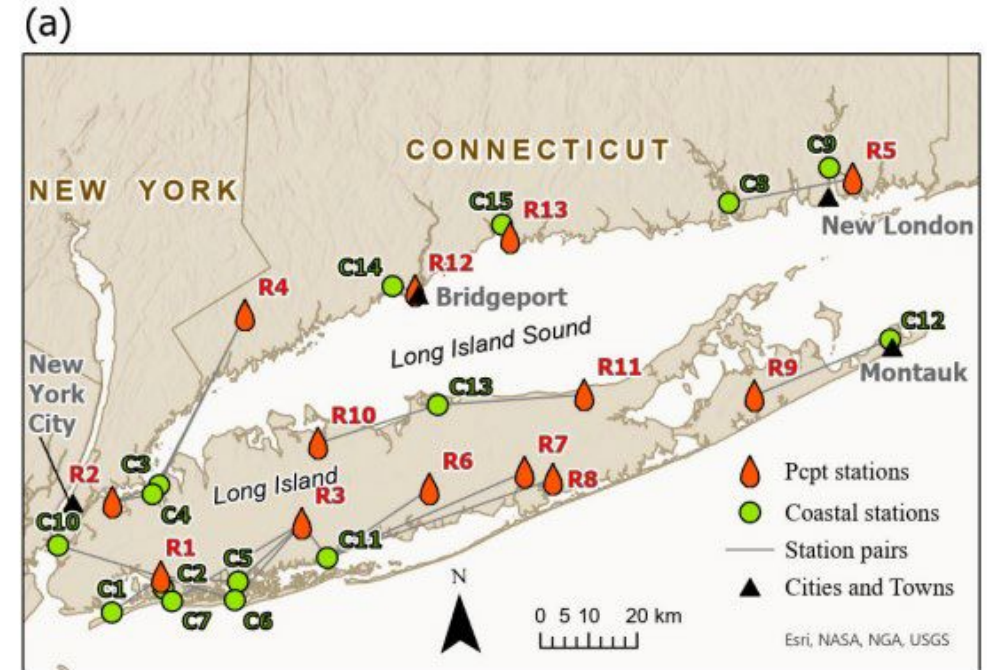 (a)
CONNECTICUT
C9
R5
NEW YORK
C8
C15
R13
New London
C14
R12
R4
Bridgeport
C12
Long Island Sound
New
York
City
Montauk
R11
R9
C13
R10
R7
R6
R8
R2
C3
Long Island
R3
C4
C10
C11
R1
C5
C2
C1
C7
C6
N
0 5 10 20 km
Pcpt stations
Coastal stations
Station pairs
Cities and Towns
Esri, NASA, NGA, USGS